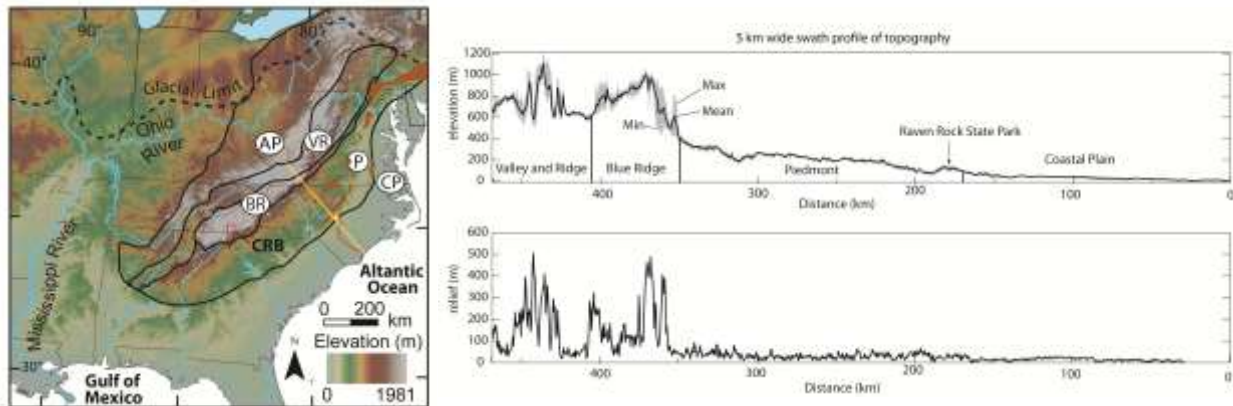 90°
80°
40°
Glacial Limit
Ohio
River
AP
VR
P
CP
BR
CRB
Mississippi River
Altantic
Ocean
0 200
km
Elevation (m)
N
0 1981
30°
Gulf of
Mexico
3 km wide swath profile of topography
1200
1000
800
600
400
200
0
elevation (m)
Max
Mean
Min
Raven Rock State Park
Valley and Ridge
Blue Ridge
Piedmont
Coastal Plain
400 300 200 100 0
Distance (km)
600
500
400
300
200
100
0
relief (m)
400 300 200 100 0
Distance (km)